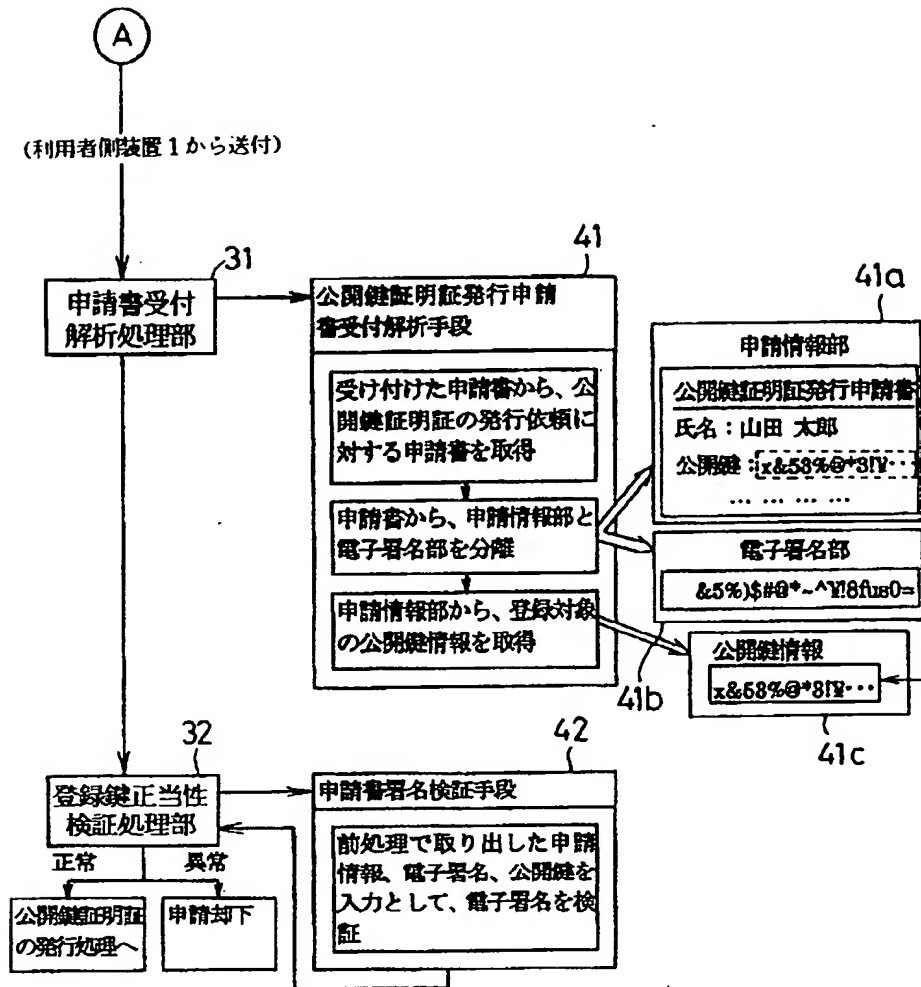 A
(利用者側装置1から送付)
31
申請書受付
解析処理部
41
公開鍵証明証発行申請
書受付解析手段
受け付けた申請書から、公
開鍵証明証の発行依頼に
対する申請書を取得
申請書から、申請情報部と
電子署名部を分離
申請情報部から、登録対象
の公開鍵情報を取得
41a
申請情報部
公開鍵証明証発行申請書
氏名:山田 太郎
公開鍵:x&53%@*3!¥…
… … … …
電子署名部
&5%)$#@*~^¥!8fus0=
41b
公開鍵情報
x&53%@*3!¥…
41c
32
登録鍵正当性
検証処理部
正常
異常
公開鍵証明証
の発行処理へ
申請却下
42
申請書署名検証手段
前処理で取り出した申請
情報、電子署名、公開鍵を
入力として、電子署名を検
証